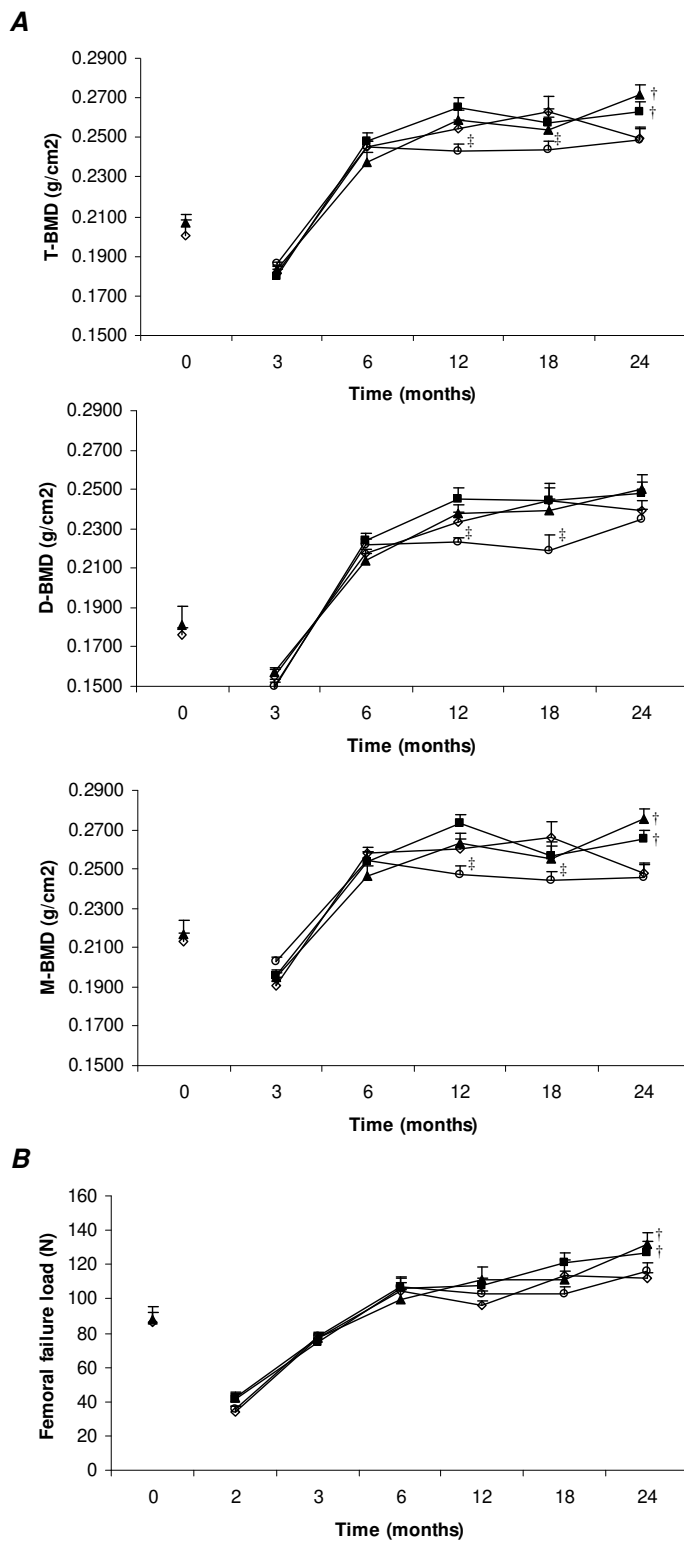 A
0.2900
0.2700
0.2500
0.2300
0.2100
0.1900
0.1700
0.1500
T-BMD (g/cm2)
‡ ‡ †
†
0 3 6 12 18 24
Time (months)
0.2900
0.2700
0.2500
0.2300
0.2100
0.1900
0.1700
0.1500
D-BMD (g/cm2)
‡ ‡
0 3 6 12 18 24
Time (months)
0.2900
0.2700
0.2500
0.2300
0.2100
0.1900
0.1700
0.1500
M-BMD (g/cm2)
‡ ‡ †
†
0 3 6 12 18 24
Time (months)
B
160
140
120
100
80
60
40
20
0
Femoral failure load (N)
†
†
0 2 3 6 12 18 24
Time (months)